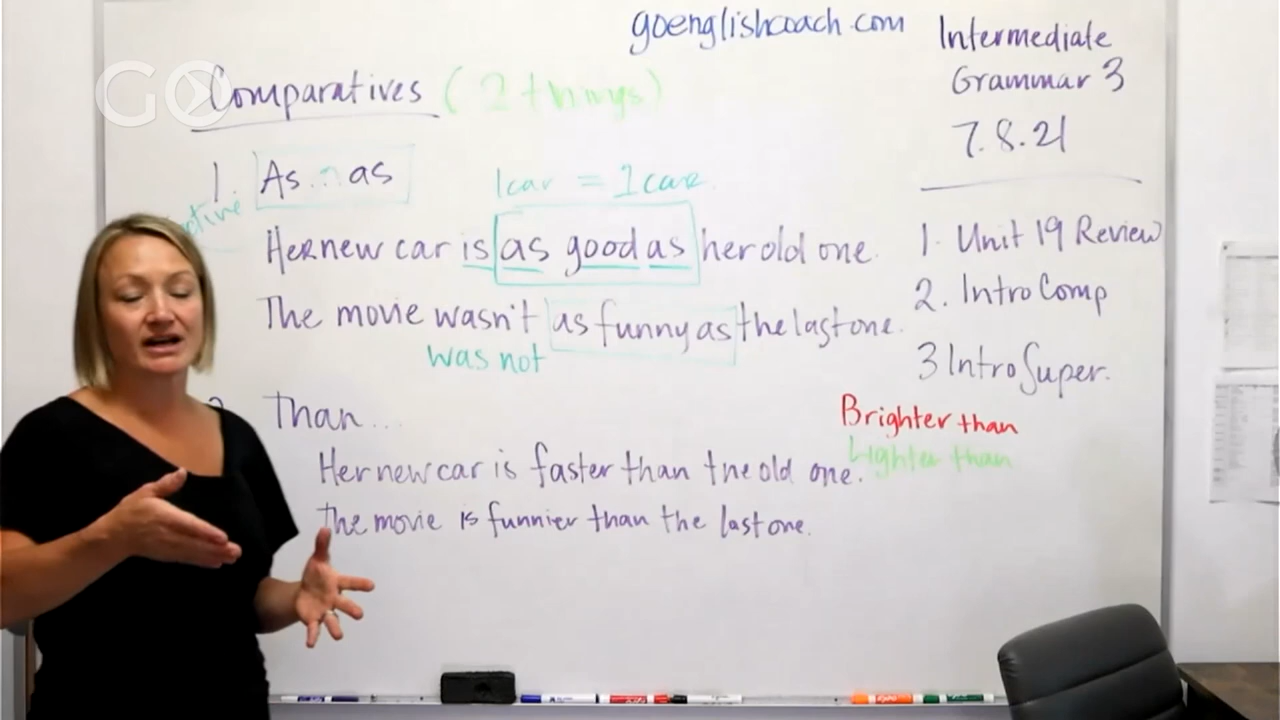 goenglishcoach.com
GO
Comparatives (2 things)
1. As...as
1car = 1car
Her new car is as good as her old one.
The movie wasn't as funny as the last one.
was not
Than...
Her new car is faster than the old one.
The movie is funnier than the last one.
Intermediate
Grammar 3
7.8.21
1. Unit 19 Review
2. Intro Comp
3 Intro Super.
Brighter than
Lighter than